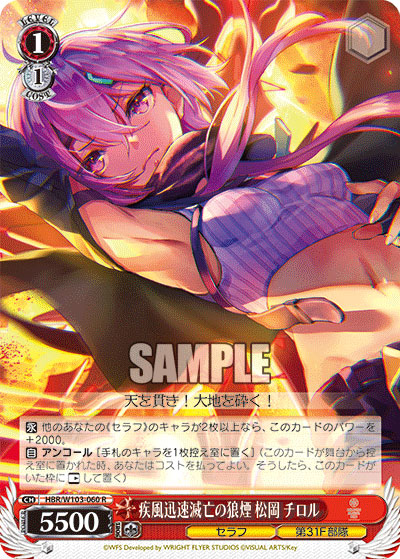 LEVEL
1
1
COST
SAMPLE
天を貫き！大地を砕く！
永 他のあなたの《セラフ》のキャラが2枚以上なら、このカードのパワーを
+2000。
自 アンコール［手札のキャラを1枚控え室に置く］（このカードが舞台から控
え室に置かれた時、あなたはコストを払ってよい。そうしたら、このカードが
いた枠に に置く）
CH HBR/W103-060 R
5500
疾風迅速滅亡の狼煙 松岡 チロル
セラフ
第31F部隊
©WFS Developed by WRIGHT FLYER STUDIOS ©VISUAL ARTS/Key